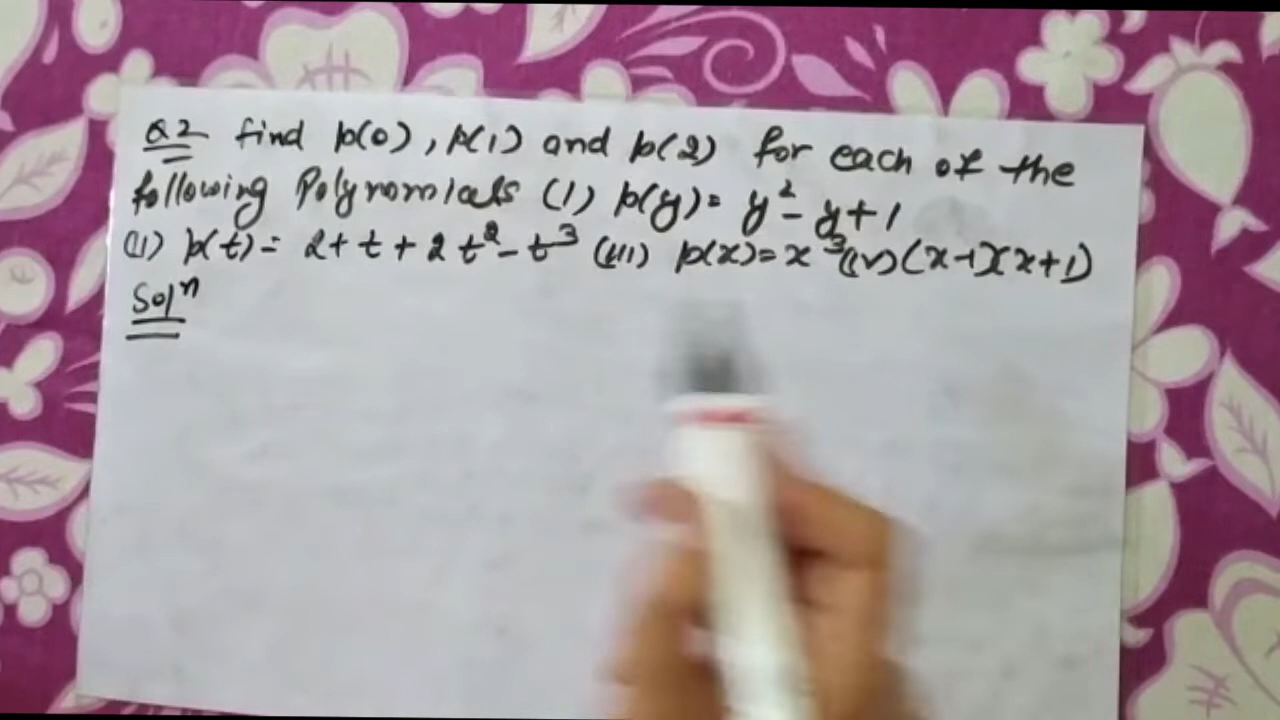 Q2 find p(0), p(1) and p(2) for each of the
following Polynomials (i) p(y)= y²-y+1
(ii) p(t)= 2+t+2t²-t³ (iii) p(x)=x³(iv)(x-1)(x+1)
Solⁿ